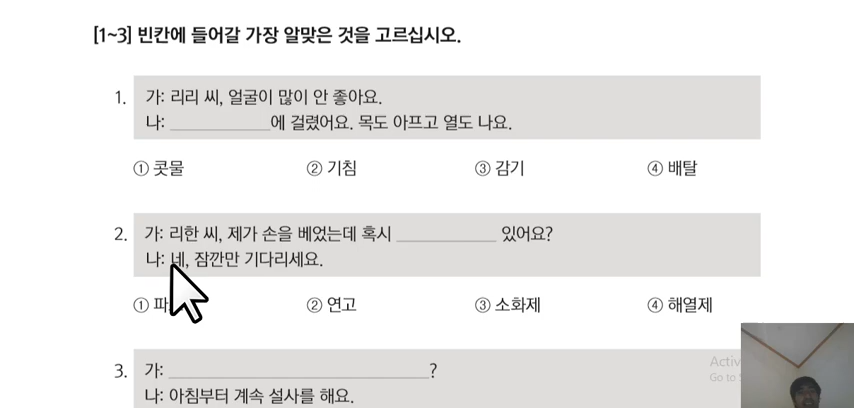 [1~3] 빈칸에 들어갈 가장 알맞은 것을 고르십시오.
1. 가: 리리 씨, 얼굴이 많이 안 좋아요.
나: ____________에 걸렸어요. 목도 아프고 열도 나요.
① 콧물 ② 기침 ③ 감기 ④ 배탈
2. 가: 리한 씨, 제가 손을 베었는데 혹시 ____________ 있어요?
나: 네, 잠깐만 기다리세요.
① ② 연고 ③ 소화제 ④ 해열제
3. 가: ______________________________?
Go to
나: 아침부터 계속 설사를 해요.